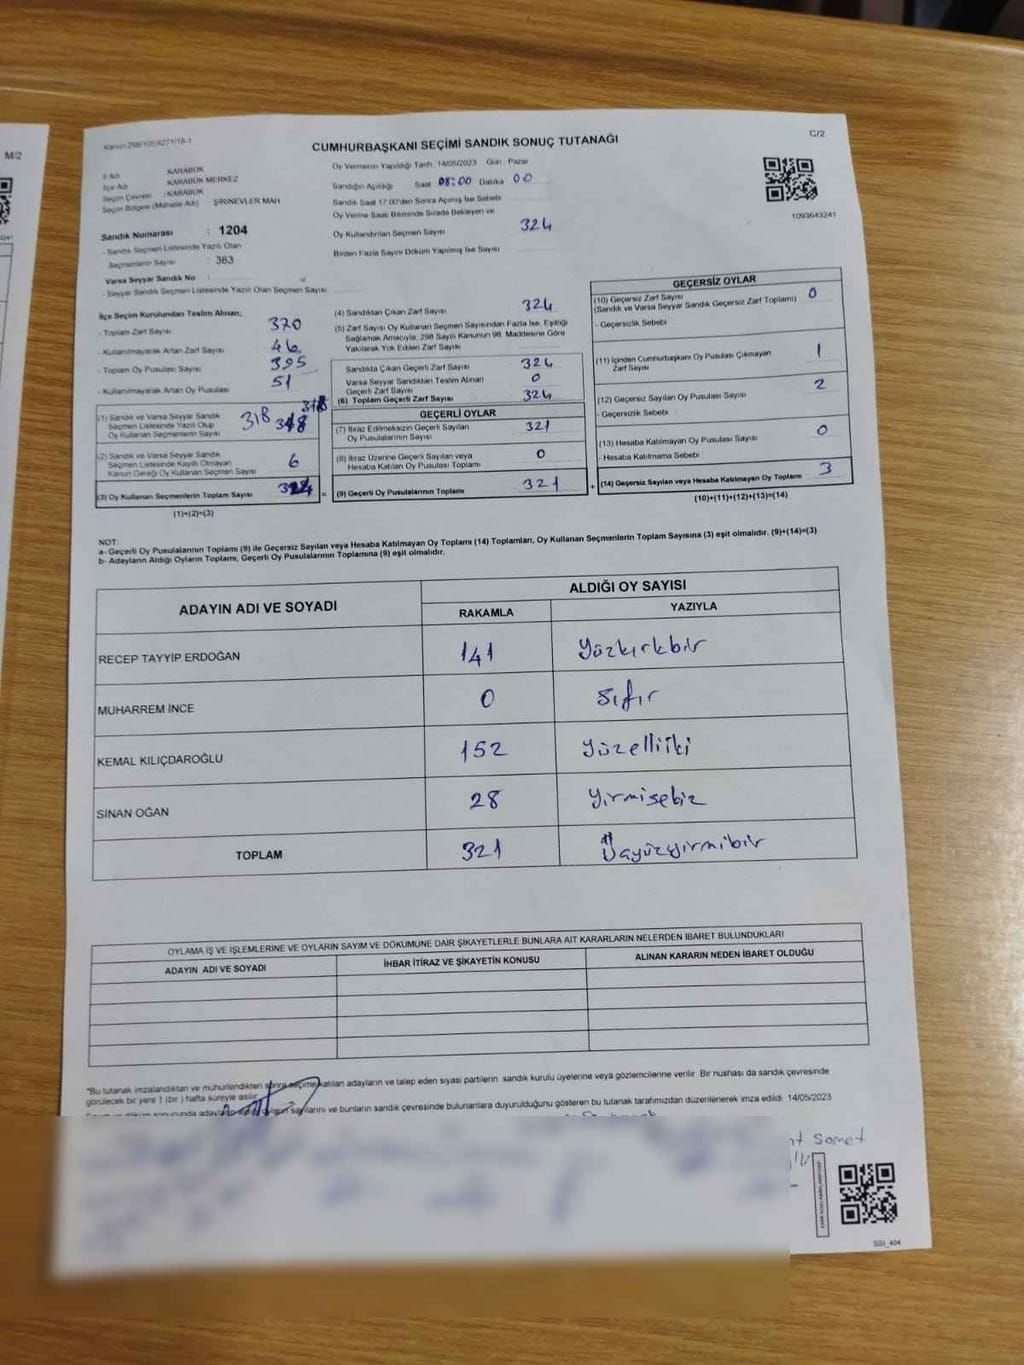 M/2
Kanun 298/105,6271/18-1
CUMHURBAŞKANI SEÇİMİ SANDIK SONUÇ TUTANAĞI
C/2
İl Adı KARABÜK
İlçe Adı KARABÜK MERKEZ
Seçim Çevresi : KARABÜK
Seçim Bölgesi (Mahalle Adı) ŞİRİNEVLER MAH
Sandık Numarası : 1204
- Sandık Seçmen Listesinde Yazılı Olan
Seçmenlerin Sayısı : 363
Varsa Seyyar Sandık No
- Seyyar Sandık Seçmen Listesinde Yazılı Olan Seçmen Sayısı
Oy Vermenin Yapıldığı Tarih 14/05/2023 Gün Pazar
Sandığın Açıldığı Saat 08:00 Dakika 00
Sandık Saat 17.00'den Sonra Açılmış İse Sebebi
Oy Verme Saati Bitiminde Sırada Bekleyen ve
Oy Kullandırılan Seçmen Sayısı 324
Birden Fazla Sayım Döküm Yapılmış İse Sayısı
1093643241
İlçe Seçim Kurulundan Teslim Alınan;
- Toplam Zarf Sayısı 370
- Kullanılmayarak Artan Zarf Sayısı 46
- Toplam Oy Pusulası Sayısı 395
- Kullanılmayarak Artan Oy Pusulası 51
(1) Sandık ve Varsa Seyyar Sandık
Seçmen Listesinde Yazılı Olup
Oy Kullanan Seçmenlerin Sayısı 318 318
(2) Sandık ve Varsa Seyyar Sandık
Seçmen Listesinde Kayıtlı Olmayan
Kanun Gereği Oy Kullanan Seçmen Sayısı 6
(3) Oy Kullanan Seçmenlerin Toplam Sayısı 324 =
(1)+(2)=(3)
(4) Sandıktan Çıkan Zarf Sayısı 324
(5) Zarf Sayısı Oy Kullanan Seçmen Sayısından Fazla İse, Eşitliği
Sağlamak Amacıyla; 298 Sayılı Kanunun 98. Maddesine Göre
Yakılarak Yok Edilen Zarf Sayısı
Sandıkta Çıkan Geçerli Zarf Sayısı 324
Varsa Seyyar Sandıktan Teslim Alınan
Geçerli Zarf Sayısı 0
(6) Toplam Geçerli Zarf Sayısı 324
GEÇERLİ OYLAR
(7) İtiraz Edilmeksizin Geçerli Sayılan
Oy Pusulalarının Sayısı 321
(8) İtiraz Üzerine Geçerli Sayılan veya
Hesaba Katılan Oy Pusulası Toplamı 0
(9) Geçerli Oy Pusulalarının Toplamı 321 +
GEÇERSİZ OYLAR
(10) Geçersiz Zarf Sayısı
(Sandık ve Varsa Seyyar Sandık Geçersiz Zarf Toplamı) 0
- Geçersizlik Sebebi
(11) İçinden Cumhurbaşkanı Oy Pusulası Çıkmayan
Zarf Sayısı 1
(12) Geçersiz Sayılan Oy Pusulası Sayısı 2
- Geçersizlik Sebebi
(13) Hesaba Katılmayan Oy Pusulası Sayısı 0
- Hesaba Katılmama Sebebi
(14) Geçersiz Sayılan veya Hesaba Katılmayan Oy Toplamı 3
(10)+(11)+(12)+(13)=(14)
NOT:
a- Geçerli Oy Pusulalarının Toplamı (9) ile Geçersiz Sayılan veya Hesaba Katılmayan Oy Toplamı (14) Toplamları, Oy Kullanan Seçmenlerin Toplam Sayısına (3) eşit olmalıdır. (9)+(14)=(3)
b- Adayların Aldığı Oyların Toplamı, Geçerli Oy Pusulalarının Toplamına (9) eşit olmalıdır.
ADAYIN ADI VE SOYADI
ALDIĞI OY SAYISI
RAKAMLA YAZIYLA
RECEP TAYYİP ERDOĞAN 141 Yüzkırkbir
MUHARREM İNCE 0 Sıfır
KEMAL KILIÇDAROĞLU 152 Yüzelliiki
SİNAN OĞAN 28 Yirmisekiz
TOPLAM 321 Üçyüzyirmibir
OYLAMA İŞ VE İŞLEMLERİNE VE OYLARIN SAYIM VE DÖKÜMÜNE DAİR ŞİKAYETLERLE BUNLARA AİT KARARLARIN NELERDEN İBARET BULUNDUKLARI
ADAYIN ADI VE SOYADI İHBAR İTİRAZ VE ŞİKAYETİN KONUSU ALINAN KARARIN NEDEN İBARET OLDUĞU
*Bu tutanak imzalandıktan ve mühürlendikten sonra seçime katılan adayların ve talep eden siyasi partilerin sandık kurulu üyelerine veya gözlemcilerine verilir. Bir nüshası da sandık çevresinde
görülecek bir yere 1 (bir) hafta süreyle asılır.
adayların oyların sayılarını ve bunların sandık çevresinde bulunanlara duyurulduğunu gösteren bu tutanak tarafımızdan düzenlenerek imza edildi. 14/05/2023
Samet
SSI_404